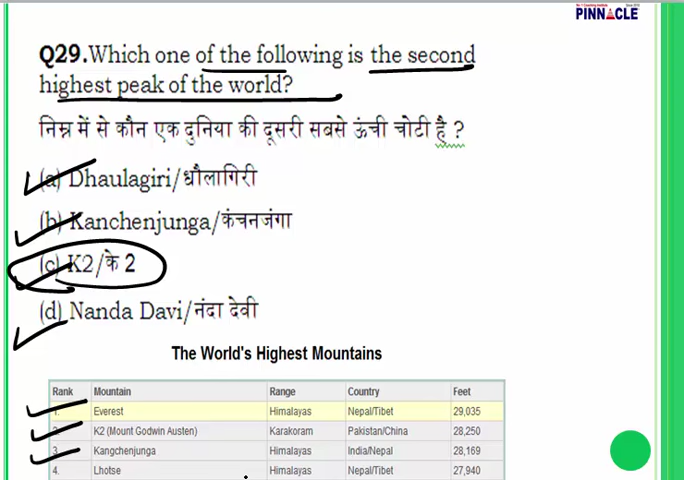 PINNACLE
Q29.Which one of the following is the second
highest peak of the world?
निम्न में से कौन एक दुनिया की दूसरी सबसे ऊंची चोटी है ?
(a) Dhaulagiri/धौलागिरी
(b) Kanchenjunga/कंचनजंगा
(c) K2/के 2
(d) Nanda Davi/नंदा देवी
The World's Highest Mountains
Rank Mountain Range Country Feet
1. Everest Himalayas Nepal/Tibet 29,035
2. K2 (Mount Godwin Austen) Karakoram Pakistan/China 28,250
3. Kangchenjunga Himalayas India/Nepal 28,169
4. Lhotse Himalayas Nepal/Tibet 27,940